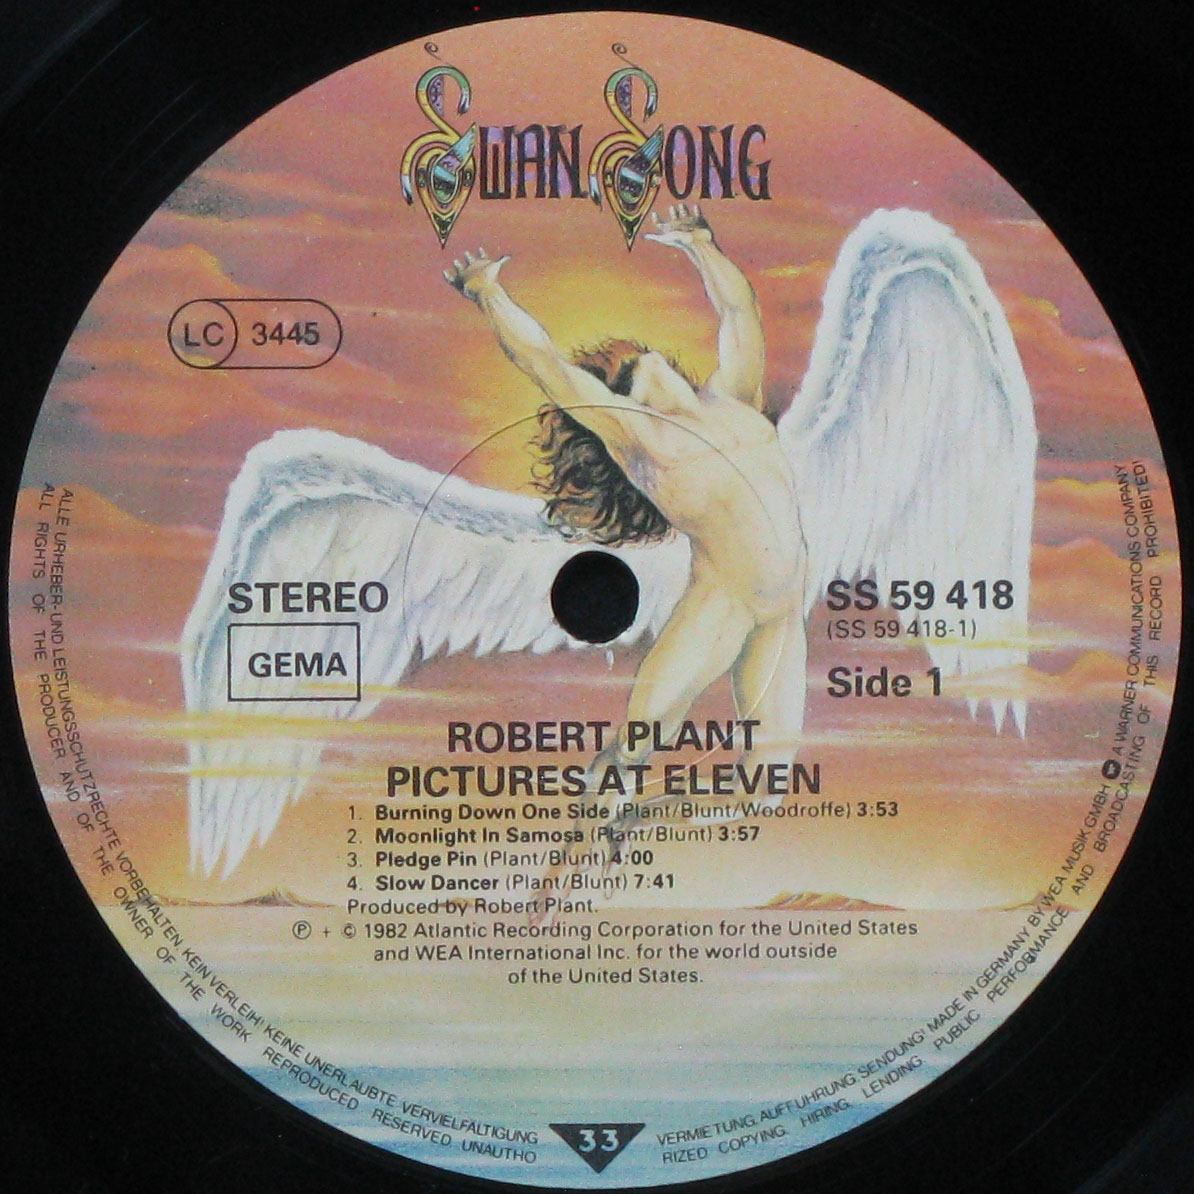 SWAN SONG
LC 3445
STEREO
GEMA
SS 59 418
(SS 59 418-1)
Side 1
ROBERT PLANT
PICTURES AT ELEVEN
1. Burning Down One Side (Plant/Blunt/Woodroffe) 3:53
2. Moonlight In Samosa (Plant/Blunt) 3:57
3. Pledge Pin (Plant/Blunt) 4:00
4. Slow Dancer (Plant/Blunt) 7:41
Produced by Robert Plant.
℗ + © 1982 Atlantic Recording Corporation for the United States
and WEA International Inc. for the world outside
of the United States.
ALLE URHEBER- UND LEISTUNGSSCHUTZRECHTE VORBEHALTEN. KEIN VERLEIH! KEINE UNERLAUBTE VERVIELFÄLTIGUNG VERMIETUNG. AUFFÜHRUNG. SENDUNG! MADE IN GERMANY BY WEA MUSIK GMBH A WARNER COMMUNICATIONS COMPANY
ALL RIGHTS OF THE PRODUCER AND OF THE OWNER OF THE WORK REPRODUCED RESERVED. UNAUTHORIZED COPYING. HIRING. LENDING. PUBLIC PERFORMANCE AND BROADCASTING OF THIS RECORD PROHIBITED!
33